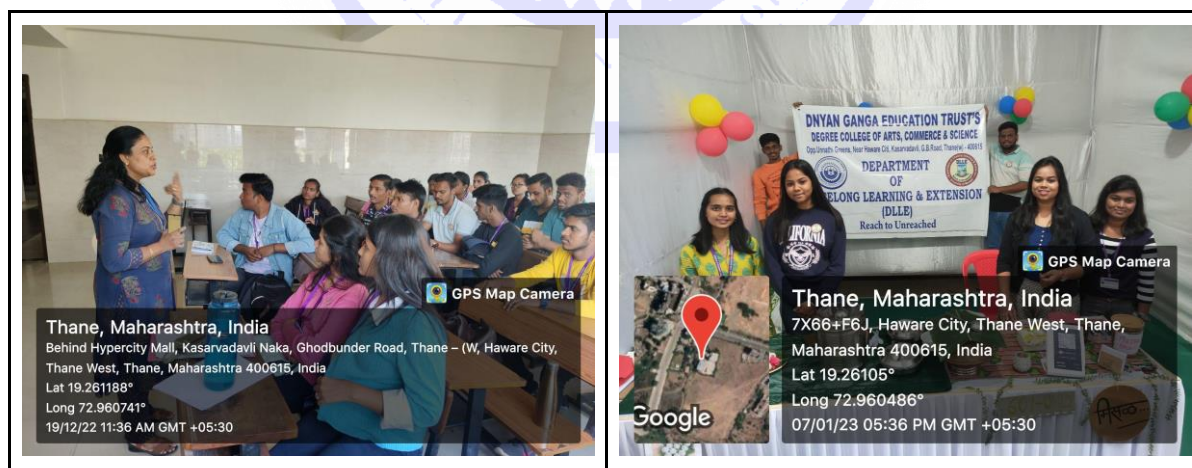 GPS Map Camera
Thane, Maharashtra, India
Behind Hypercity Mall, Kasarvadavli Naka, Ghodbunder Road, Thane – (W, Haware City,
Thane West, Thane, Maharashtra 400615, India
Lat 19.261188°
Long 72.960741°
19/12/22 11:36 AM GMT +05:30
DNYAN GANGA EDUCATION TRUST'S
DEGREE COLLEGE OF ARTS, COMMERCE & SCIENCE
DEPARTMENT
OF
ELONG LEARNING & EXTENSION
(DLLE)
Reach to Unreached
LIFORNIA
GPS Map Camera
Google
Thane, Maharashtra, India
7X66+F6J, Haware City, Thane West, Thane,
Maharashtra 400615, India
Lat 19.26105°
Long 72.960486°
07/01/23 05:36 PM GMT +05:30